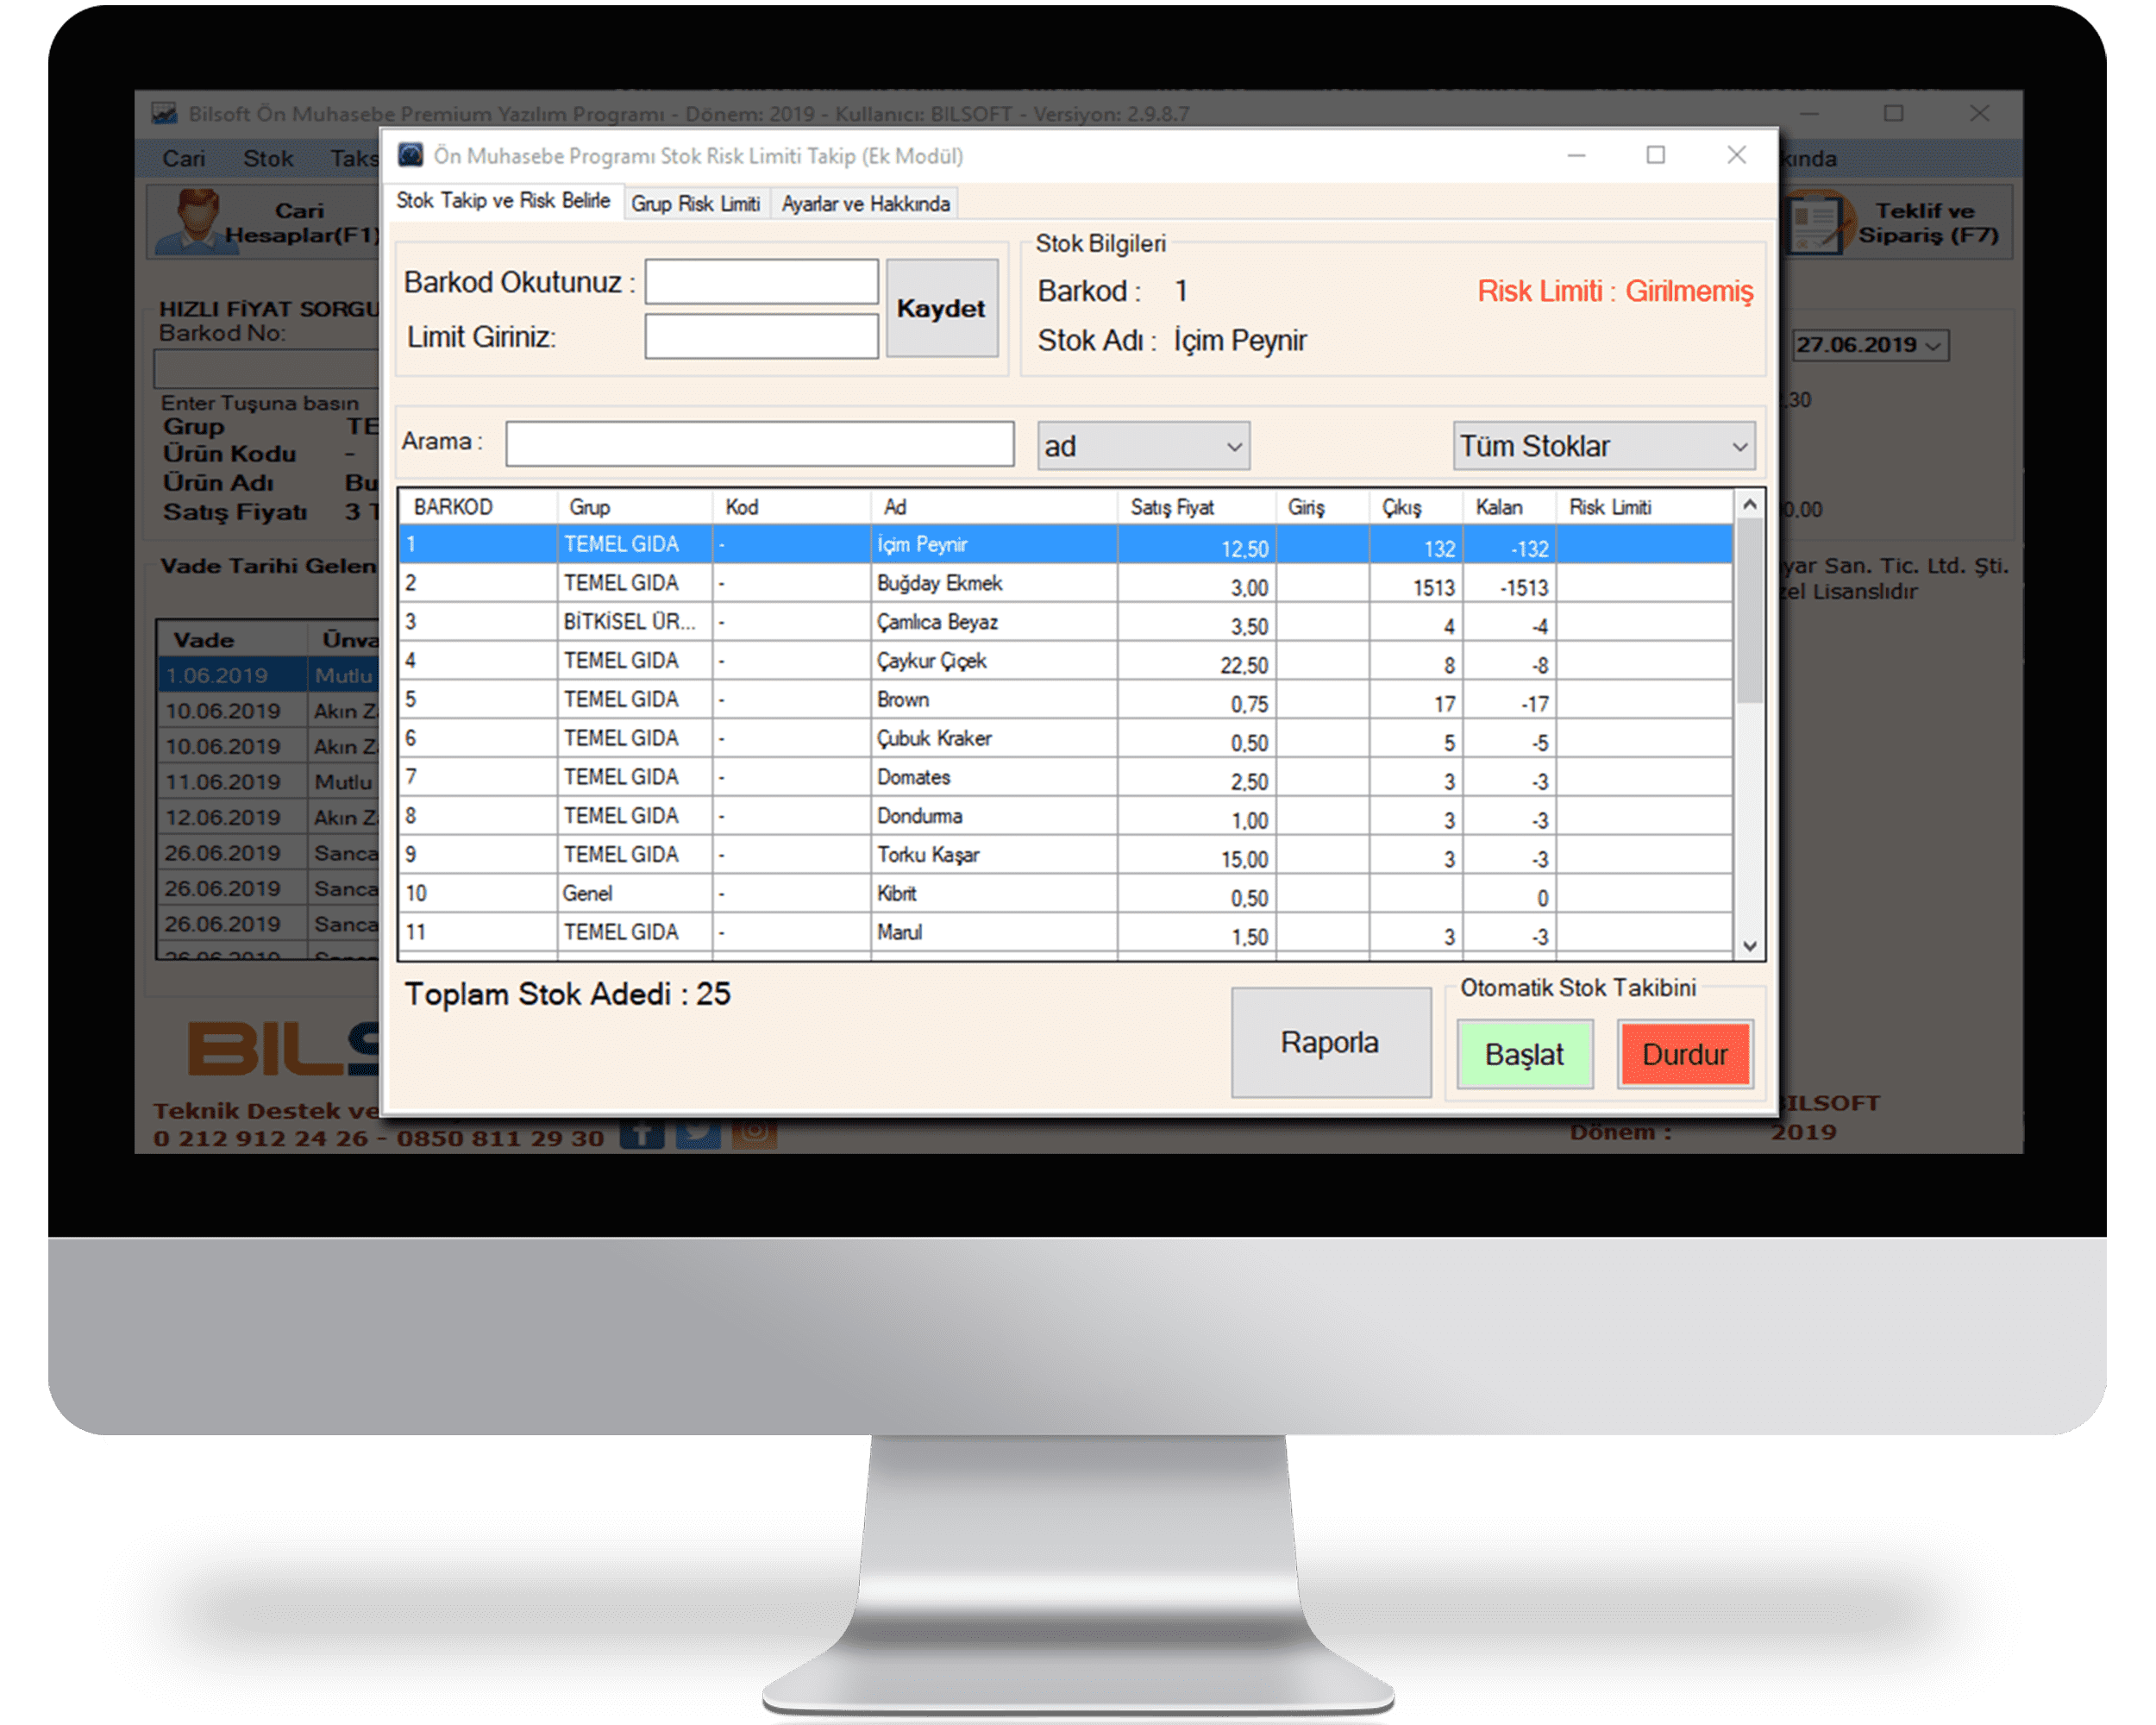 Bilsoft Ön Muhasebe Premium Yazılım Programı - Dönem: 2019 - Kullanıcı: BILSOFT - Versiyon: 2.9.8.7
Cari Stok
Cari
Hesaplar(F1)
Teklif ve
Sipariş (F7)
Ön Muhasebe Programı Stok Risk Limiti Takip (Ek Modül)
Stok Takip ve Risk Belirle Grup Risk Limiti Ayarlar ve Hakkında
Barkod Okutunuz :
Limit Giriniz:
Kaydet
Stok Bilgileri
Barkod : 1
Risk Limiti : Girilmemiş
Stok Adı : İçim Peynir
Arama : ad Tüm Stoklar
BARKOD Grup Kod Ad Satış Fiyat Giriş Çıkış Kalan Risk Limiti
1 TEMEL GIDA - İçim Peynir 12,50 132 -132
2 TEMEL GIDA - Buğday Ekmek 3,00 1513 -1513
3 BİTKİSEL ÜR... - Çamlıca Beyaz 3,50 4 -4
4 TEMEL GIDA - Çaykur Çiçek 22,50 8 -8
5 TEMEL GIDA - Brown 0,75 17 -17
6 TEMEL GIDA - Çubuk Kraker 0,50 5 -5
7 TEMEL GIDA - Domates 2,50 3 -3
8 TEMEL GIDA - Dondurma 1,00 3 -3
9 TEMEL GIDA - Torku Kaşar 15,00 3 -3
10 Genel - Kibrit 0,50 0
11 TEMEL GIDA - Marul 1,50 3 -3
Toplam Stok Adedi : 25
Raporla
Otomatik Stok Takibini
Başlat Durdur
HIZLI FİYAT SORGU
Barkod No:
Enter Tuşuna basın
Grup TE
Ürün Kodu -
Ürün Adı Bu
Satış Fiyatı 3 T
Vade Tarihi Gelen
Vade Ünva
1.06.2019 Mutlu
10.06.2019 Akın Z
10.06.2019 Akın Z
11.06.2019 Mutlu
12.06.2019 Akın Z
26.06.2019 Sanca
26.06.2019 Sanca
26.06.2019 Sanca
27.06.2019
.30
0,00
yar San. Tic. Ltd. Şti.
zel Lisanslıdır
BILS
Teknik Destek ve
0 212 912 24 26 - 0850 811 29 30
BILSOFT
Dönem : 2019